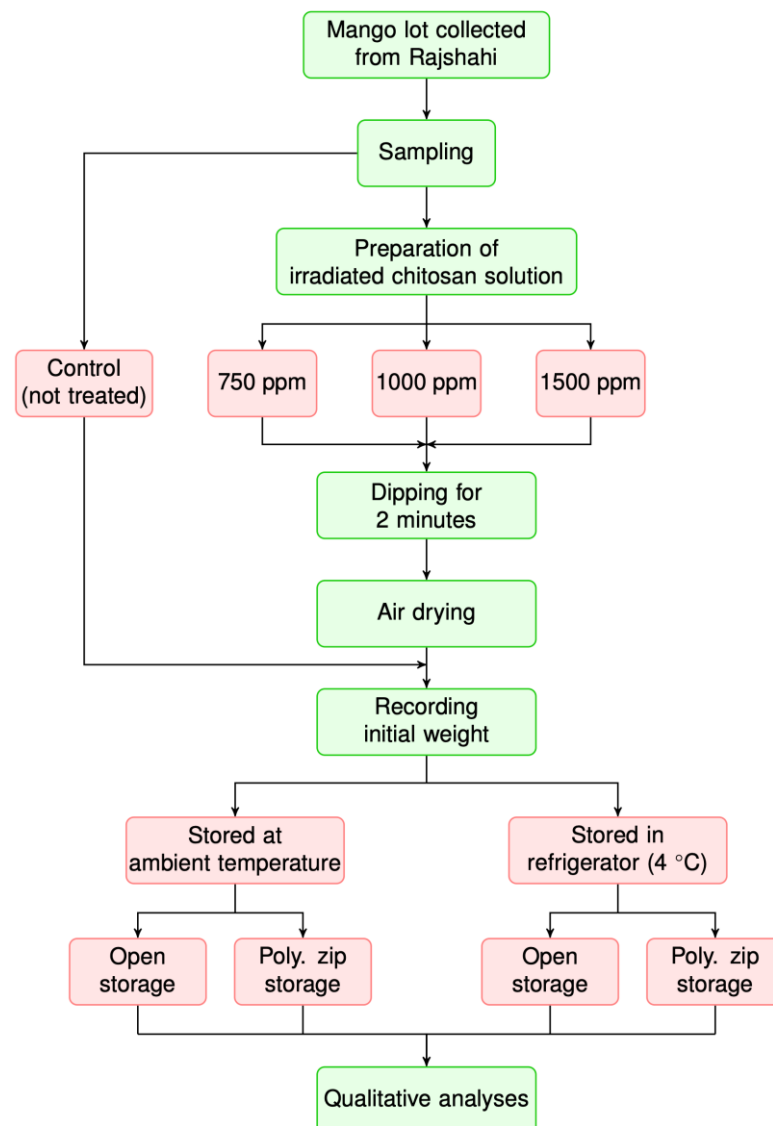 Mango lot collected
from Rajshahi
Sampling
Preparation of
irradiated chitosan solution
Control
(not treated)
750 ppm
1000 ppm
1500 ppm
Dipping for
2 minutes
Air drying
Recording
initial weight
Stored at
ambient temperature
Stored in
refrigerator (4 °C)
Open
storage
Poly. zip
storage
Open
storage
Poly. zip
storage
Qualitative analyses